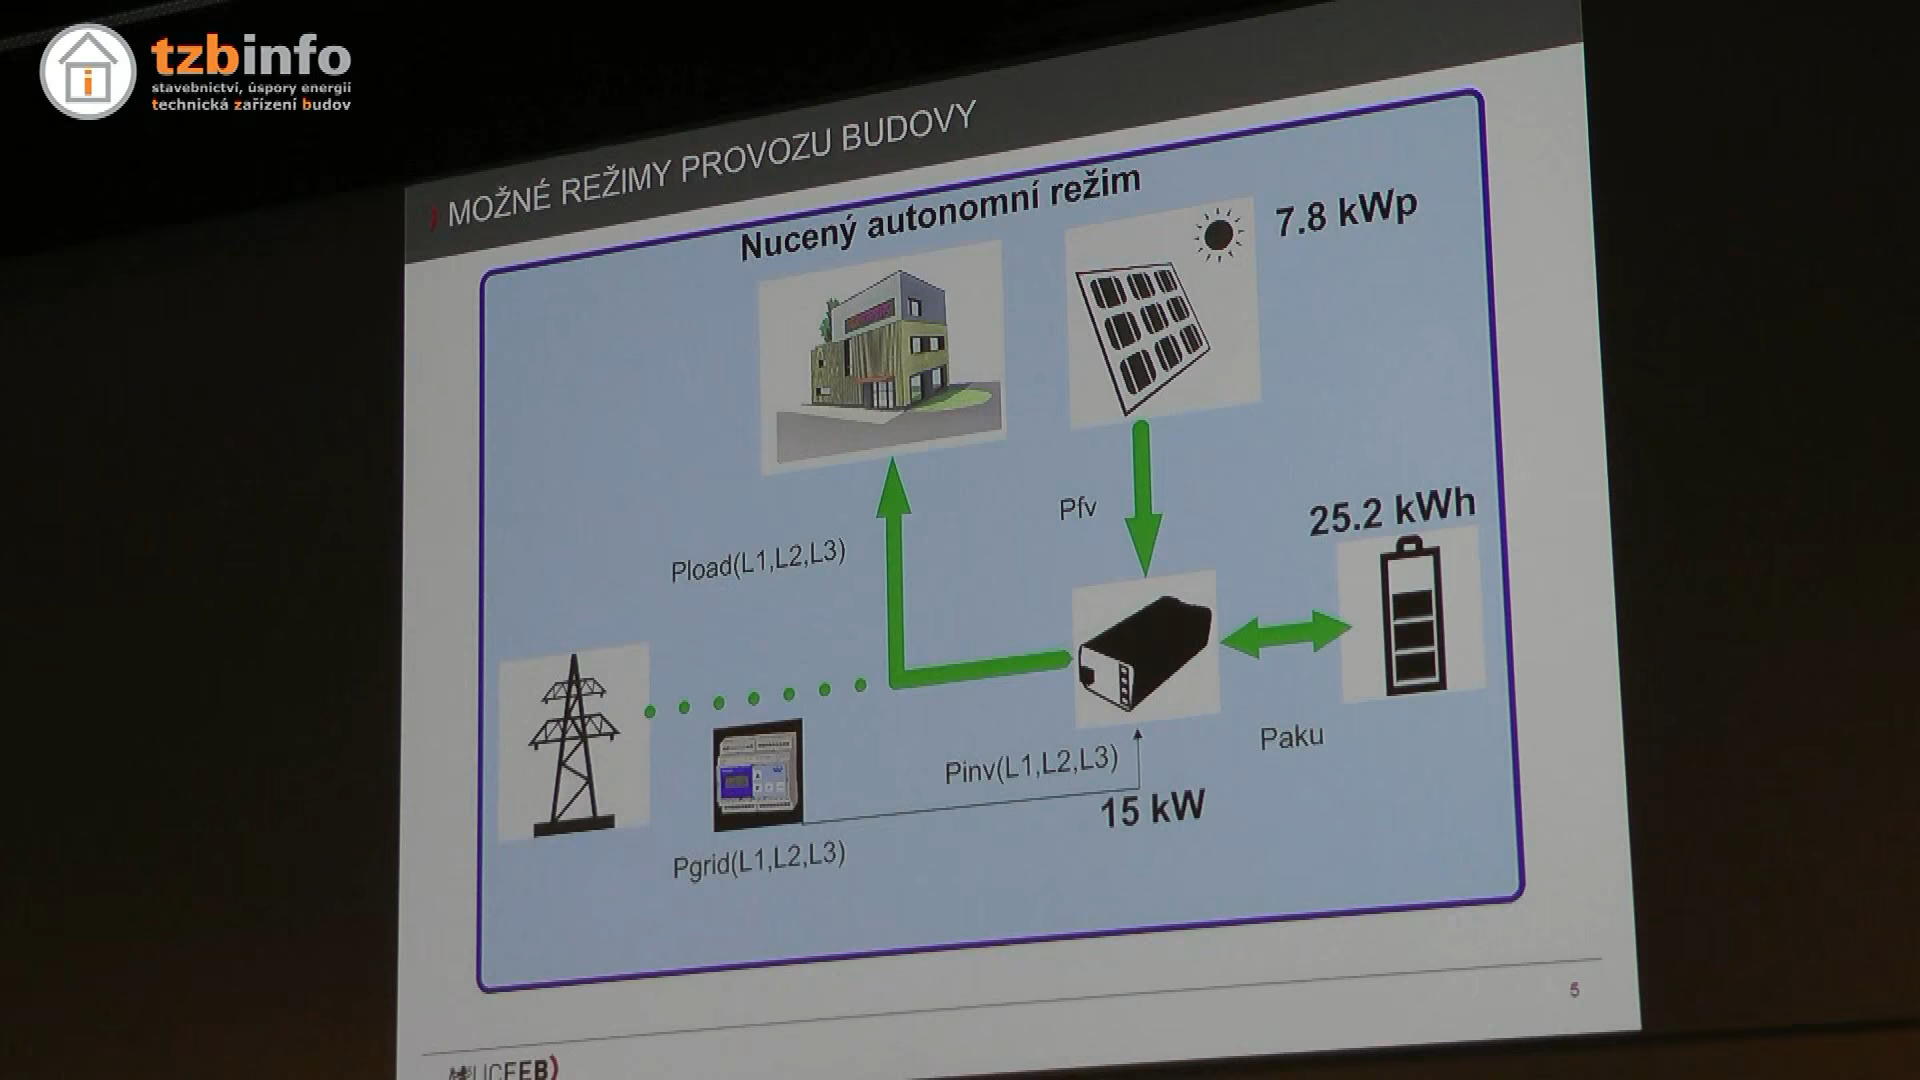 tzbinfo
stavebnictví, úspory energií
technická zařízení budov
MOŽNÉ REŽIMY PROVOZU BUDOVY
Nucený autonomní režim
7.8 kWp
Pfv
25.2 kWh
Pload(L1,L2,L3)
Paku
Pinv(L1,L2,L3)
15 kW
Pgrid(L1,L2,L3)
5
UCEEB